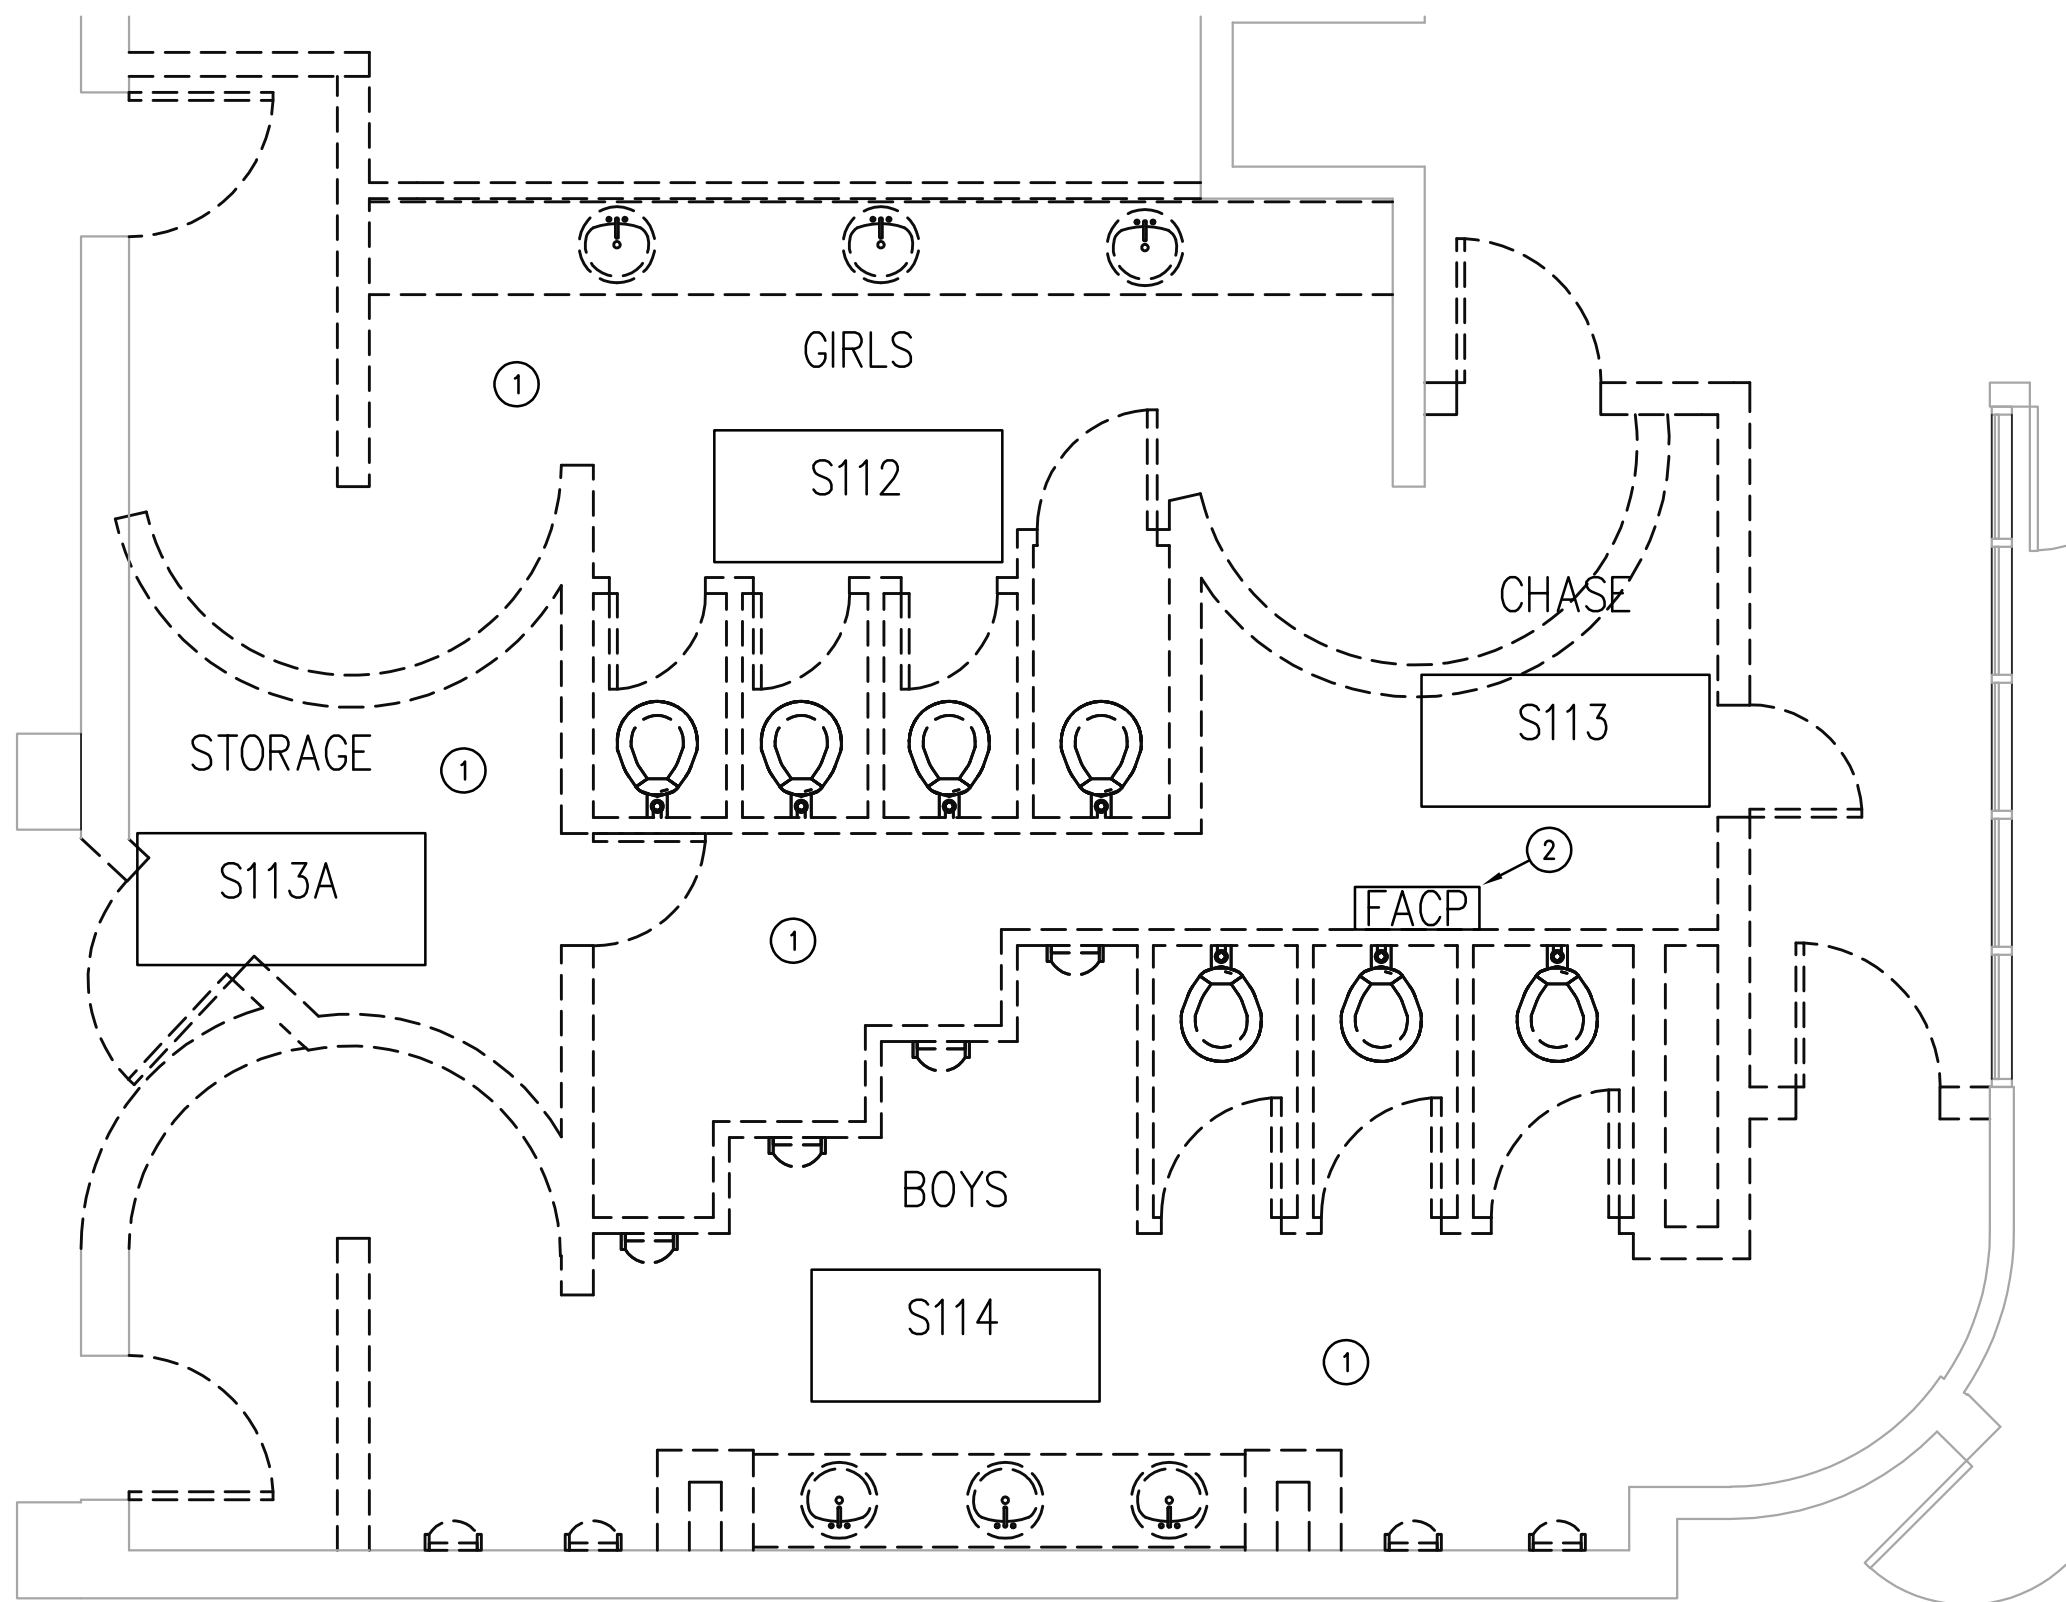 GIRLS
1
S112
CHASE
S113
STORAGE
1
S113A
2
FACP
1
BOYS
S114
1